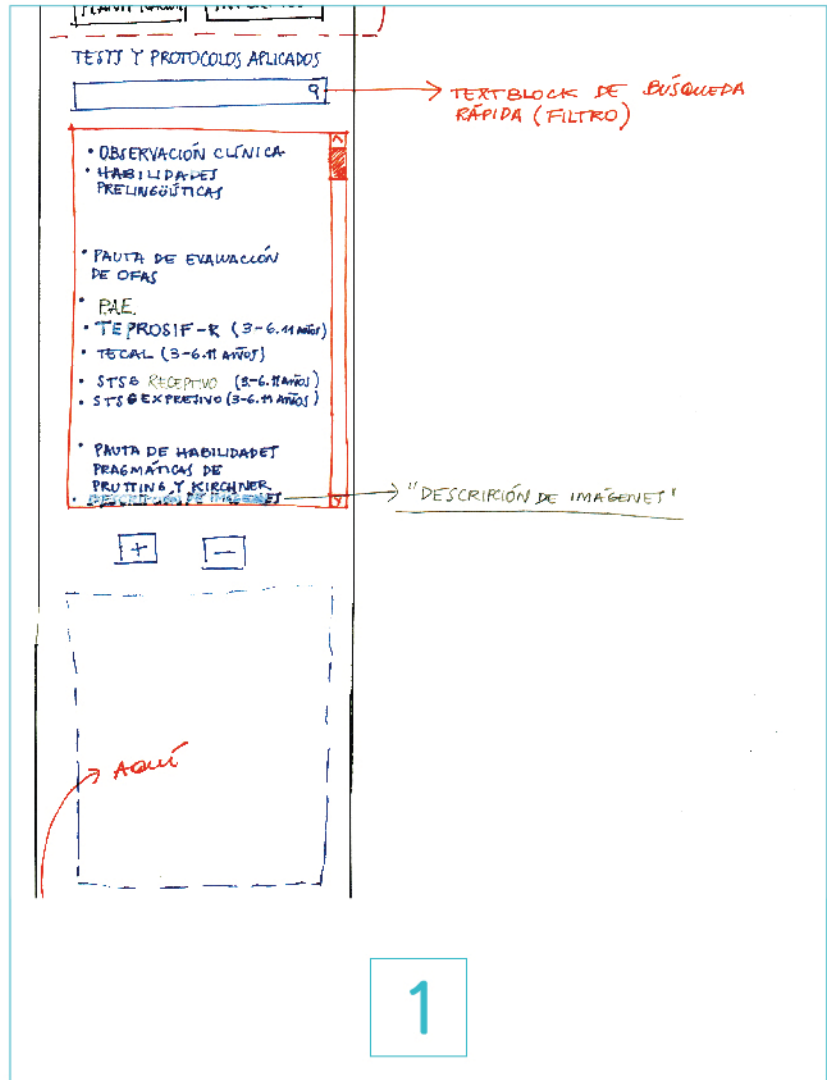 TESTS Y PROTOCOLOS APLICADOS
TEXTBLOCK DE BÚSQUEDA
RÁPIDA (FILTRO)
• OBSERVACIÓN CLÍNICA
• HABILIDADES
PRELINGÜÍSTICAS
• PAUTA DE EVALUACIÓN
DE OFAS
• PAE.
• TEPROSIF-R (3-6.11 AÑOS)
• TECAL (3-6.11 AÑOS)
• STSG RECEPTIVO (3-6.11 AÑOS)
• STSG EXPRESIVO (3-6.11 AÑOS)
• PAUTA DE HABILIDADES
PRAGMÁTICAS DE
PRUTTING Y KIRCHNER
• DESCRIPCIÓN DE IMÁGENES
"DESCRIPCIÓN DE IMÁGENES"
+ -
AQUÍ
1